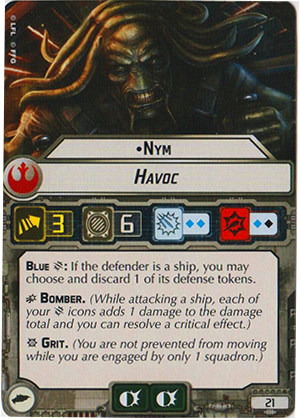 ©LFL ©FFG
•Nym
Havoc
3 6
Blue : If the defender is a ship, you may
choose and discard 1 of its defense tokens.
Bomber. (While attacking a ship, each of
your icons adds 1 damage to the damage
total and you can resolve a critical effect.)
Grit. (You are not prevented from moving
while you are engaged by only 1 squadron.)
21